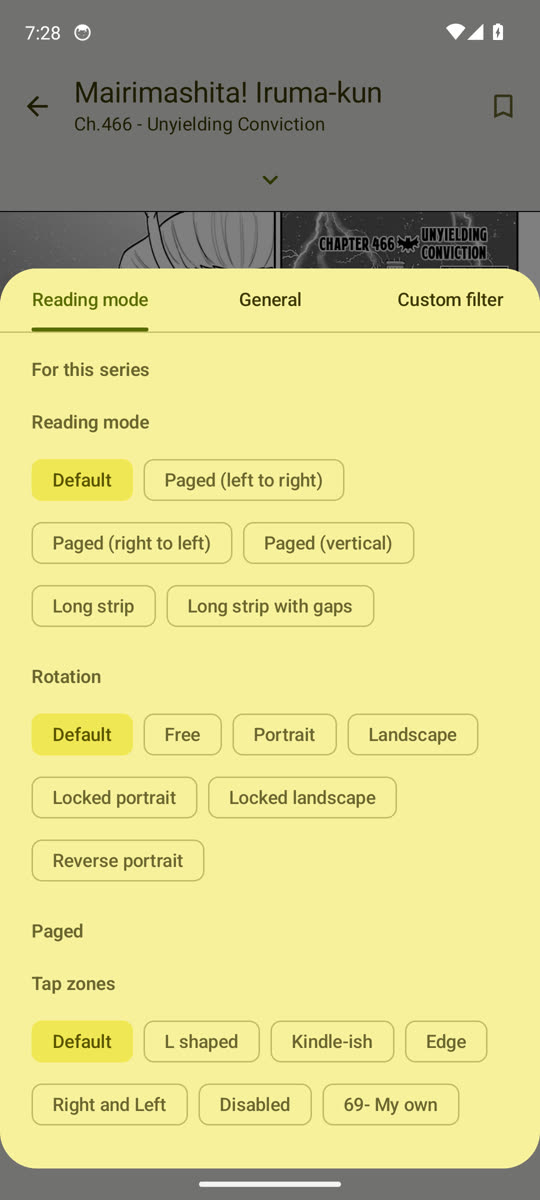 7:28
Mairimashita! Iruma-kun
Ch.466 - Unyielding Conviction
CHAPTER 466 UNYIELDING CONVICTION
Reading mode General Custom filter
For this series
Reading mode
Default Paged (left to right)
Paged (right to left) Paged (vertical)
Long strip Long strip with gaps
Rotation
Default Free Portrait Landscape
Locked portrait Locked landscape
Reverse portrait
Paged
Tap zones
Default L shaped Kindle-ish Edge
Right and Left Disabled 69- My own